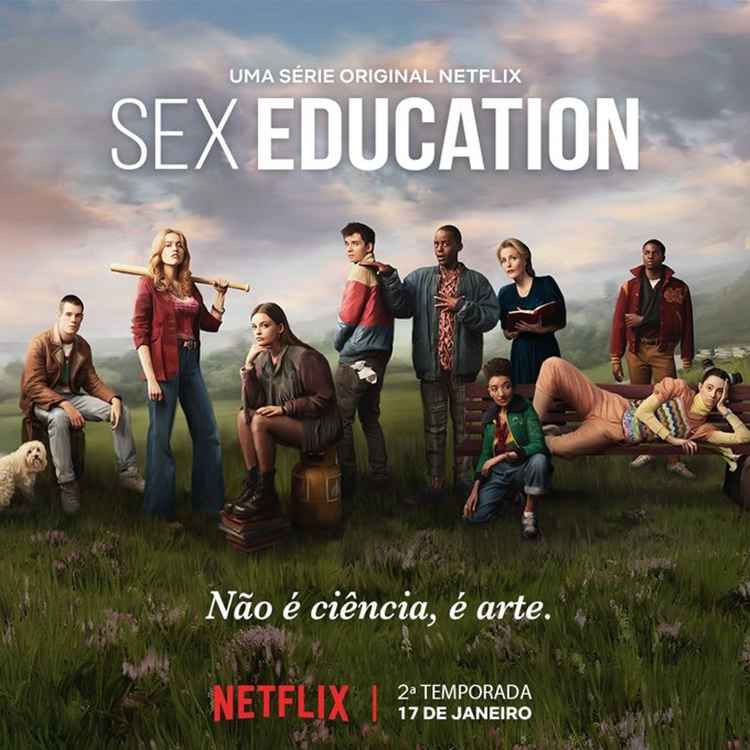 UMA SÉRIE ORIGINAL NETFLIX
SEX EDUCATION
Não é ciência, é arte.
NETFLIX | 2ª TEMPORADA
17 DE JANEIRO